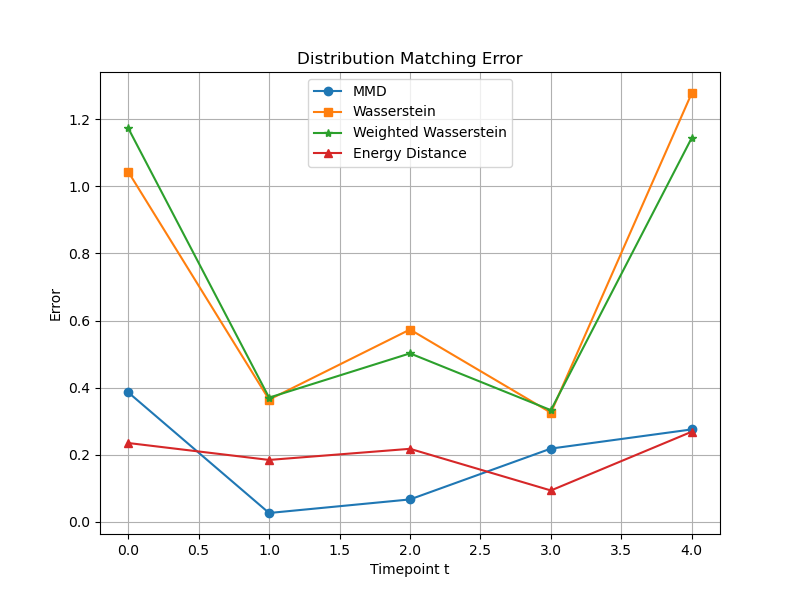 Distribution Matching Error
MMD
Wasserstein
Weighted Wasserstein
Energy Distance
Error
1.2
1.0
0.8
0.6
0.4
0.2
0.0
0.0 0.5 1.0 1.5 2.0 2.5 3.0 3.5 4.0
Timepoint t